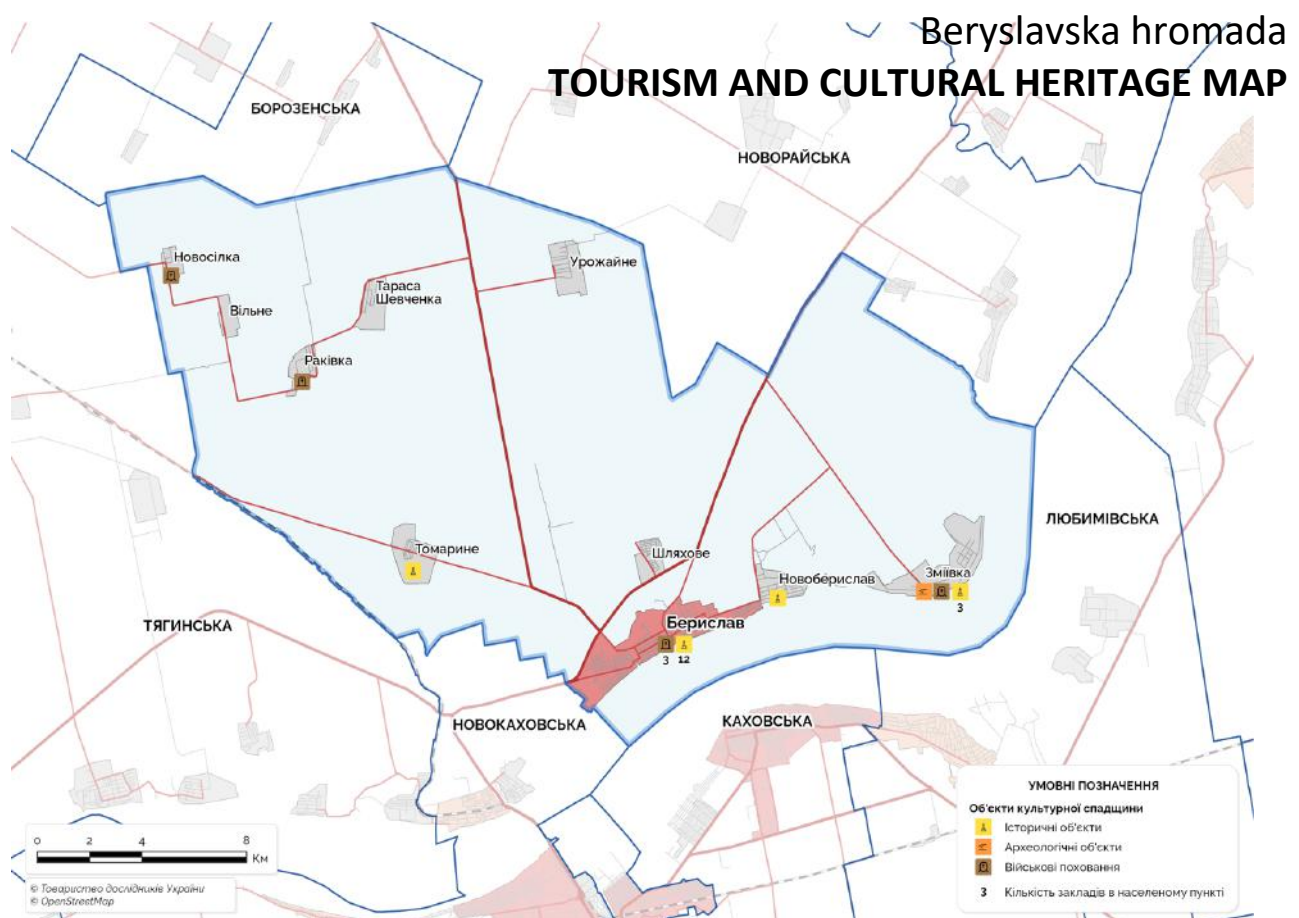 Beryslavska hromada
TOURISM AND CULTURAL HERITAGE MAP
БОРОЗЕНСЬКА
НОВОРАЙСЬКА
Новосілка
Урожайне
Тараса
Шевченка
Вільне
Раківка
ЛЮБИМІВСЬКА
Томарине
Шляхове
Новоберислав
Зміївка
3
ТЯГИНСЬКА
Берислав
3
12
НОВОКАХОВСЬКА
КАХОВСЬКА
УМОВНІ ПОЗНАЧЕННЯ
Об'єкти культурної спадщини
Історичні об'єкти
Археологічні об'єкти
Військові поховання
3 Кількість закладів в населеному пункті
0 2 4 8
Км
© Товариство дослідників України
© OpenStreetMap